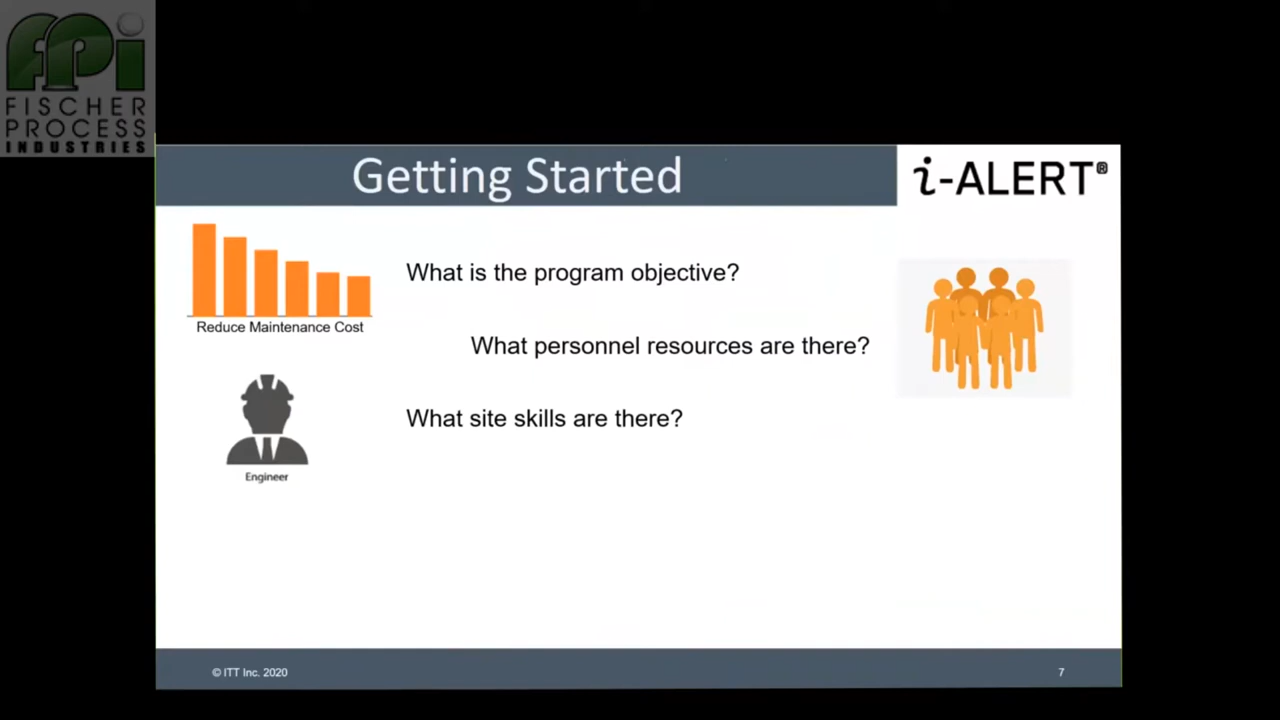 fpi
FISCHER
PROCESS
INDUSTRIES
Getting Started
i-ALERT®
What is the program objective?
Reduce Maintenance Cost
What personnel resources are there?
What site skills are there?
Engineer
© ITT Inc. 2020
7